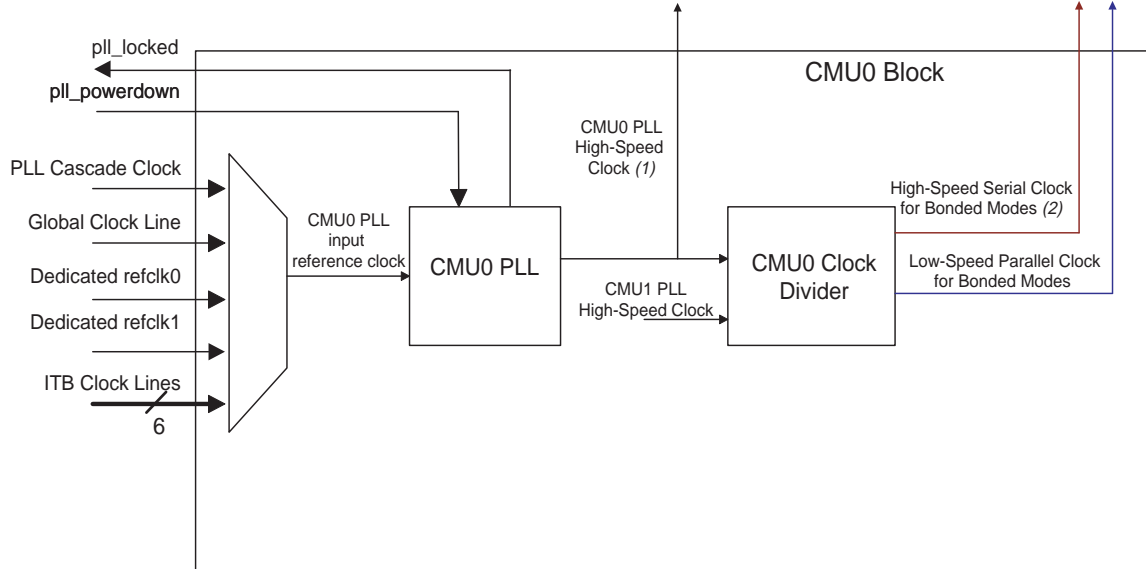 pll_locked
pll_powerdown
CMU0 Block
PLL Cascade Clock
Global Clock Line
Dedicated refclk0
Dedicated refclk1
ITB Clock Lines
6
CMU0 PLL
input
reference clock
CMU0 PLL
CMU0 PLL
High-Speed
Clock (1)
CMU1 PLL
High-Speed Clock
CMU0 Clock
Divider
High-Speed Serial Clock
for Bonded Modes (2)
Low-Speed Parallel Clock
for Bonded Modes